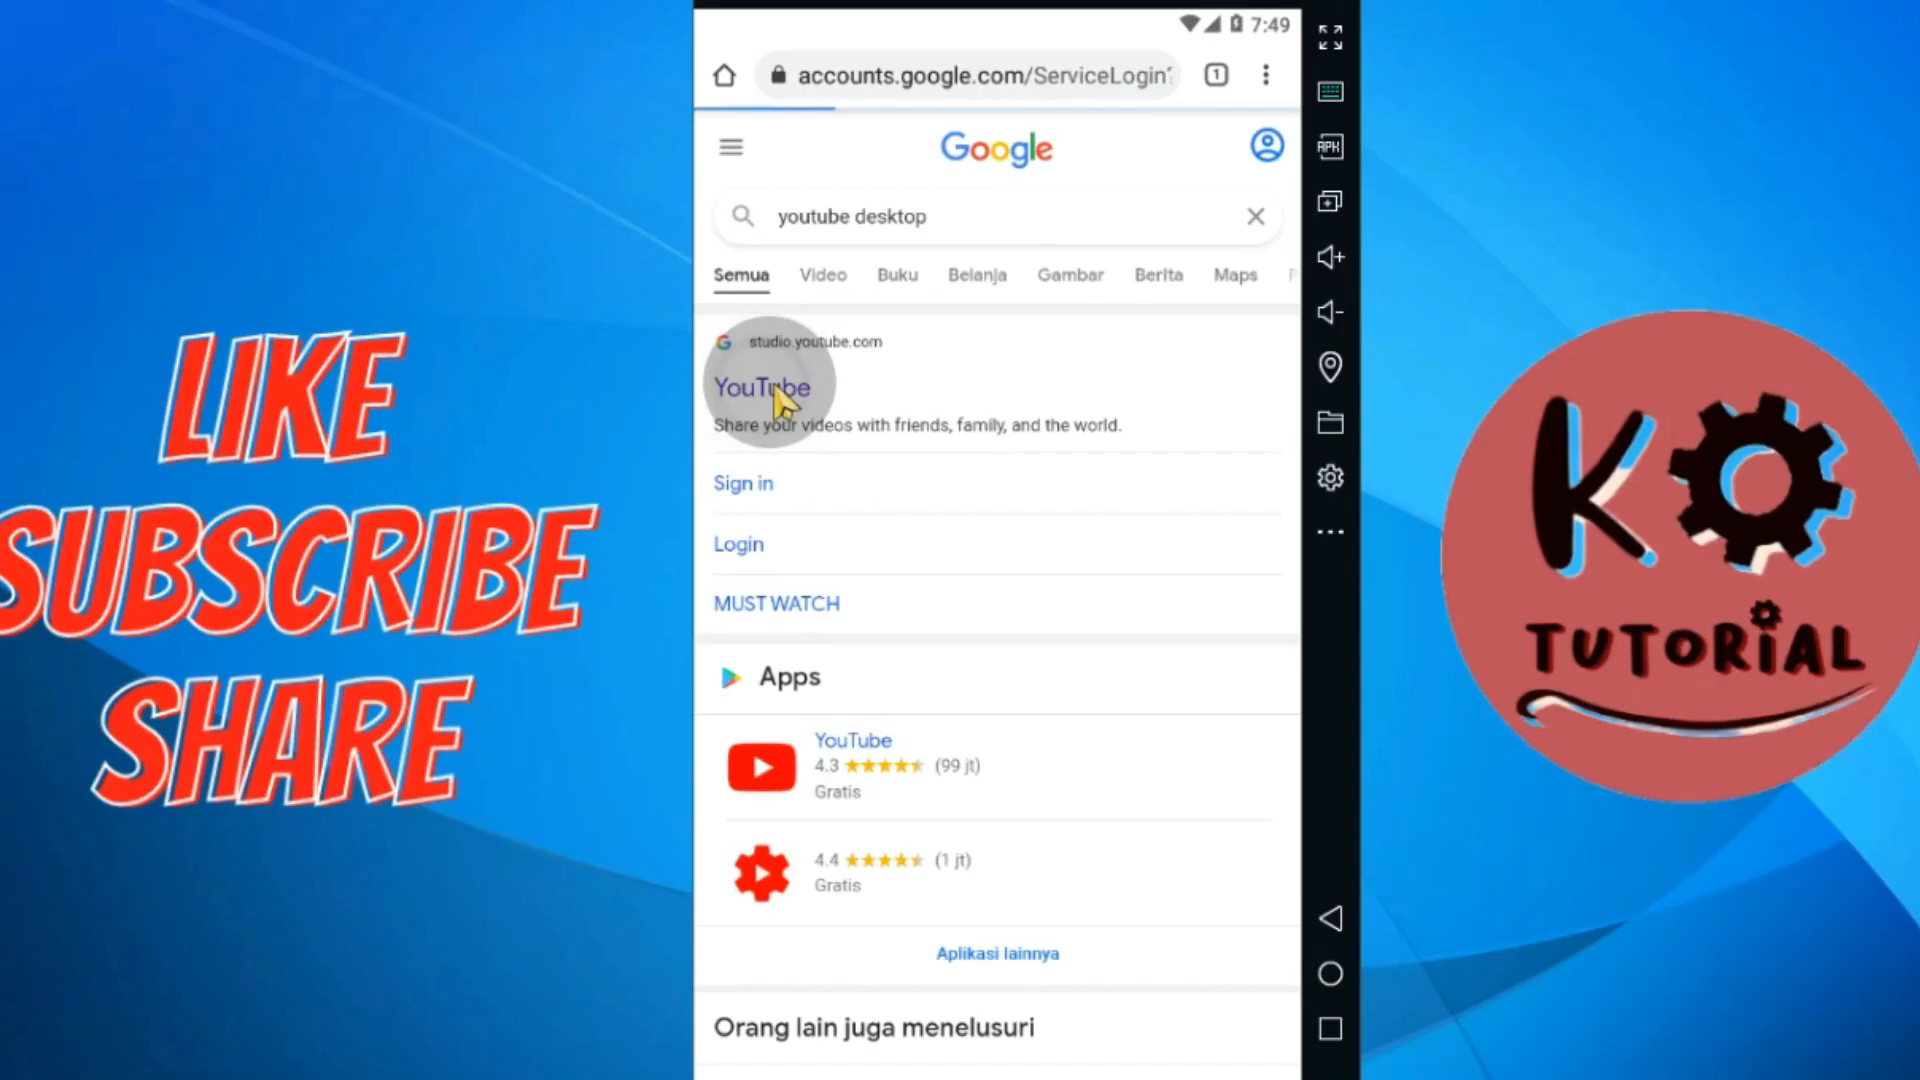 LIKE
SUBSCRIBE
SHARE
7:49
accounts.google.com/ServiceLogin?
1
Google
youtube desktop
Semua Video Buku Belanja Gambar Berita Maps
studio.youtube.com
YouTube
Share your videos with friends, family, and the world.
Sign in
Login
MUST WATCH
Apps
YouTube
4.3 (99 jt)
Gratis
4.4 (1 jt)
Gratis
Aplikasi lainnya
Orang lain juga menelusuri
APK
KO
TUTORIAL